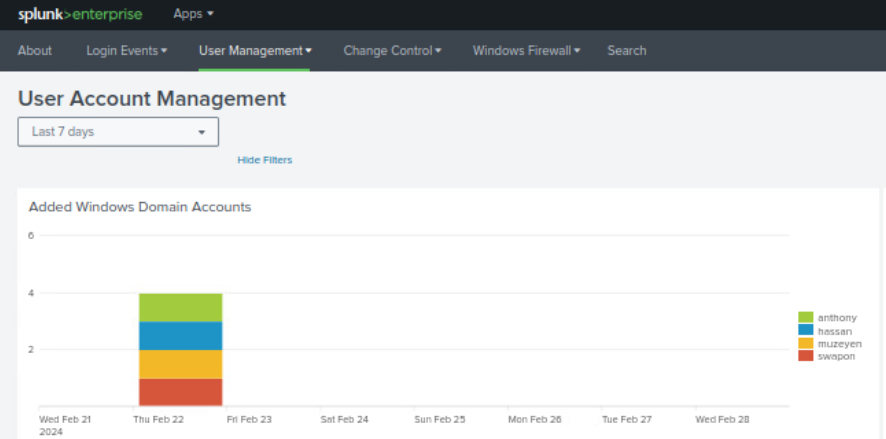 splunk>enterprise Apps
About Login Events User Management Change Control Windows Firewall Search
User Account Management
Last 7 days
Hide Filters
Added Windows Domain Accounts
6
4
2
anthony
hassan
muzeyen
swapon
Wed Feb 21 Thu Feb 22 Fri Feb 23 Sat Feb 24 Sun Feb 25 Mon Feb 26 Tue Feb 27 Wed Feb 28
2024